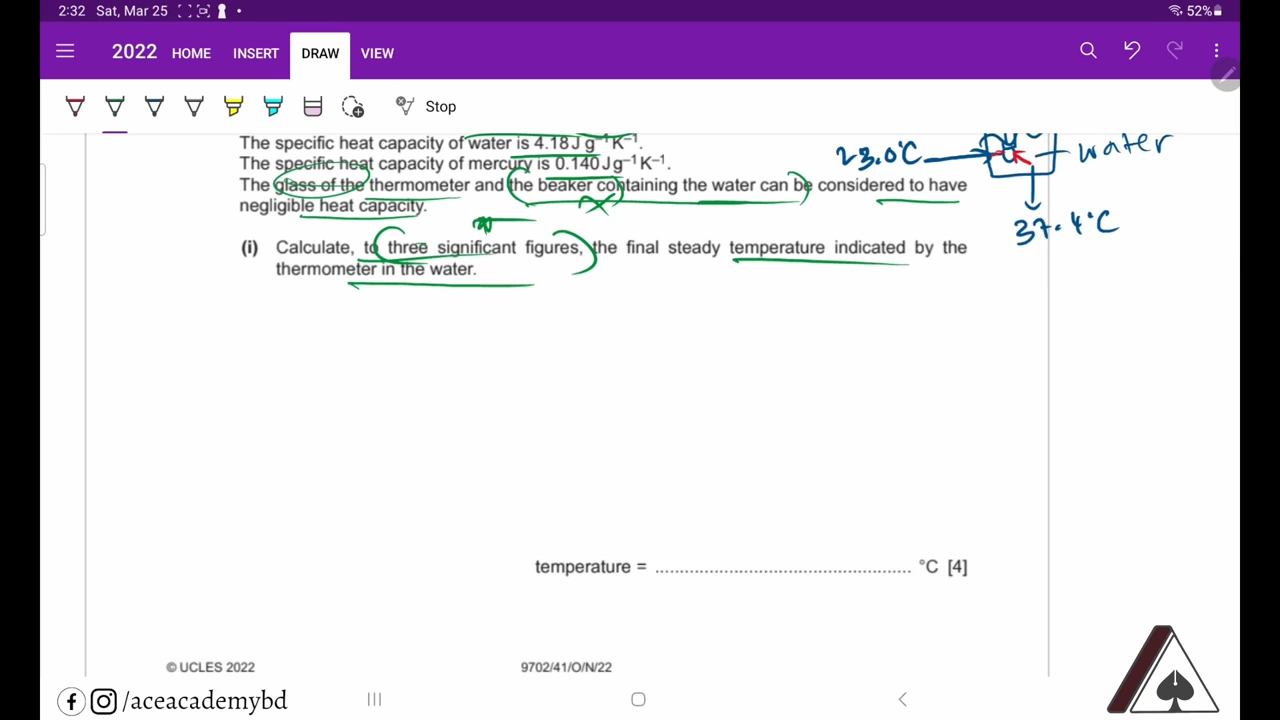 2:32 Sat, Mar 25
52%
2022 HOME INSERT DRAW VIEW
Stop
The specific heat capacity of water is 4.18 J g⁻¹ K⁻¹.
The specific heat capacity of mercury is 0.140 J g⁻¹ K⁻¹.
The glass of the thermometer and the beaker containing the water can be considered to have
negligible heat capacity.
23.0°C
water
37.4°C
(i) Calculate, to three significant figures, the final steady temperature indicated by the
thermometer in the water.
temperature = .................................................... °C [4]
© UCLES 2022
9702/41/O/N/22
/aceacademybd